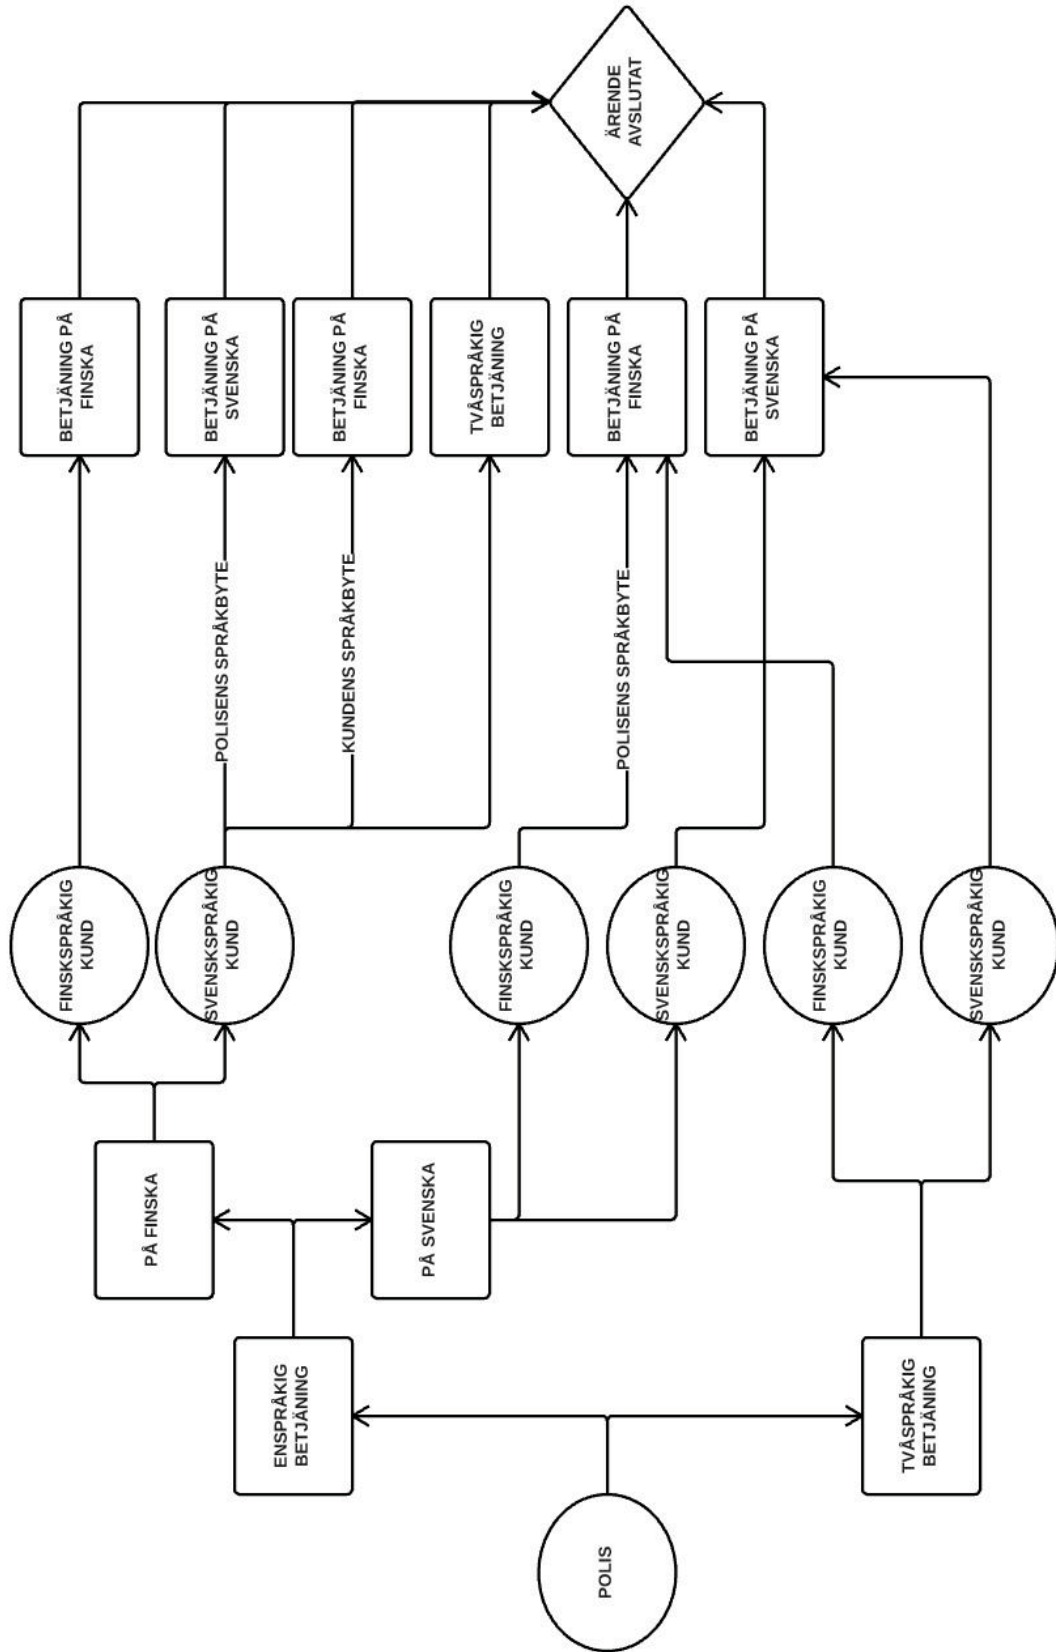 POLIS
ENSPRÅKIG
BETJÄNING
TVÅSPRÅKIG
BETJÄNING
PÅ FINSKA
PÅ SVENSKA
FINSKSPRÅKIG
KUND
SVENSKSPRÅKIG
KUND
FINSKSPRÅKIG
KUND
SVENSKSPRÅKIG
KUND
FINSKSPRÅKIG
KUND
SVENSKSPRÅKIG
KUND
POLISENS SPRÅKBYTE
KUNDENS SPRÅKBYTE
POLISENS SPRÅKBYTE
BETJÄNING PÅ
FINSKA
BETJÄNING PÅ
SVENSKA
BETJÄNING PÅ
FINSKA
TVÅSPRÅKIG
BETJÄNING
BETJÄNING PÅ
FINSKA
BETJÄNING PÅ
SVENSKA
ÄRENDE
AVSLUTAT